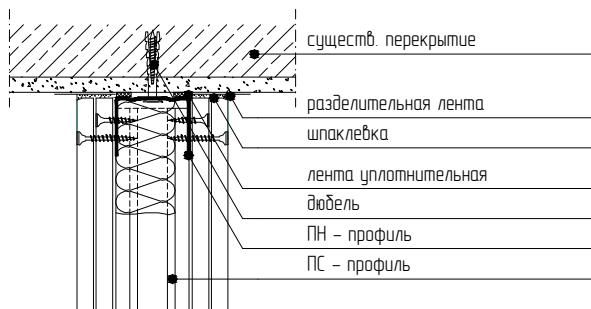 существ. перекрытие
разделительная лента
шпаклевка
лента уплотнительная
дюбель
ПН – профиль
ПС – профиль